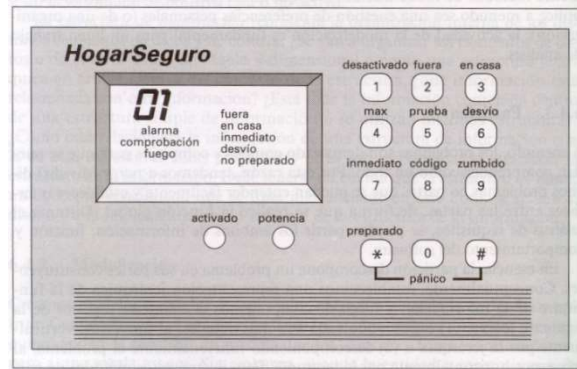 HogarSeguro
01
alarma
comprobación
fuego
fuera
en casa
inmediato
desvío
no preparado
activado potencia
desactivado fuera en casa
1 2 3
max prueba desvío
4 5 6
inmediato código zumbido
7 8 9
preparado
* 0 #
pánico